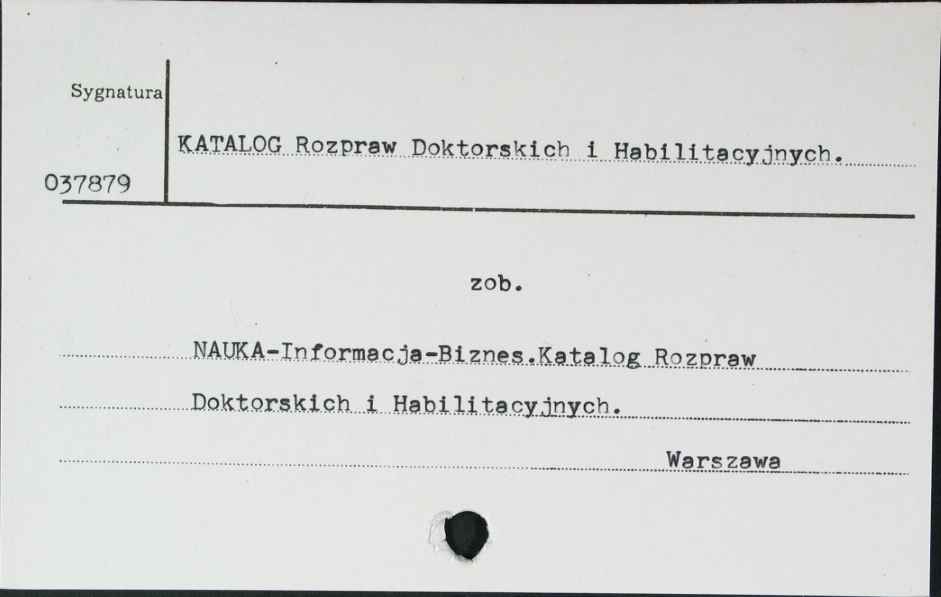 Sygnatura
KATALOG Rozpraw Doktorskich i Habilitacyjnych.
037879
zob.
NAUKA-Informacja-Biznes.Katalog Rozpraw
Doktorskich i Habilitacyjnych.
Warszawa